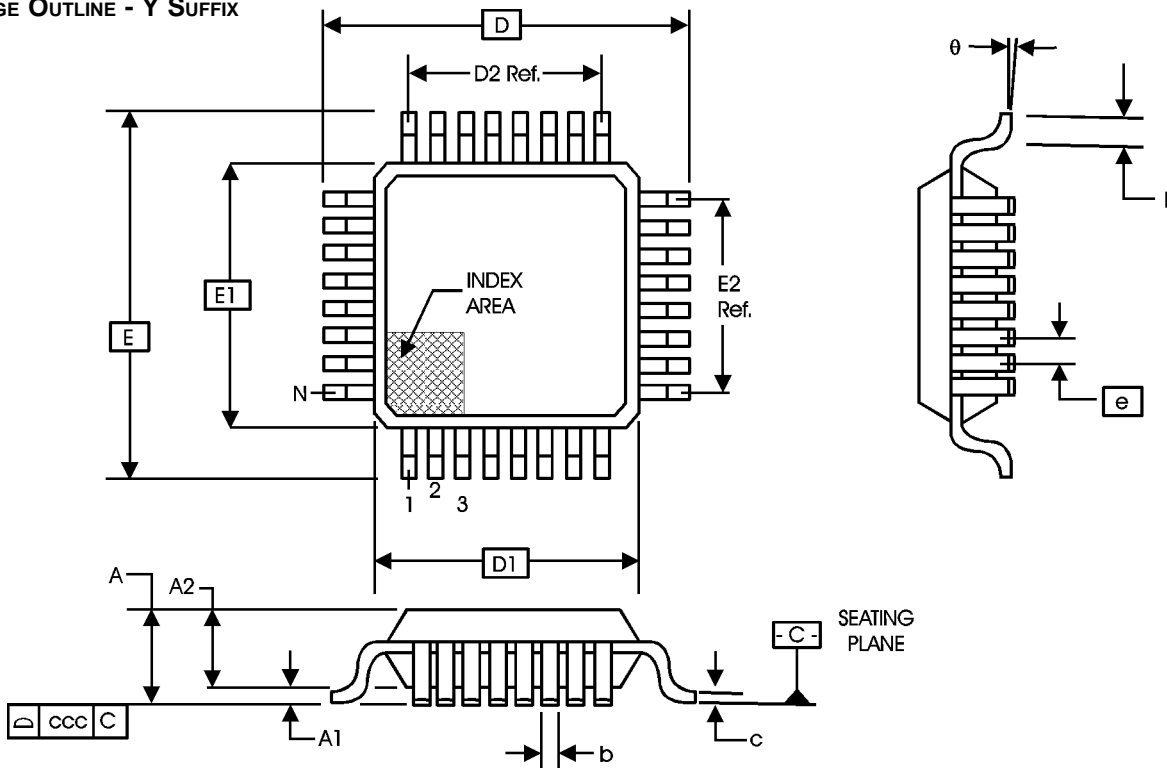 GE OUTLINE - Y SUFFIX
D
D2 Ref.
θ
E
E1
INDEX
AREA
E2
Ref.
N
e
1
2
3
D1
A
A2
- C -
SEATING
PLANE
ccc C
A1
b
c